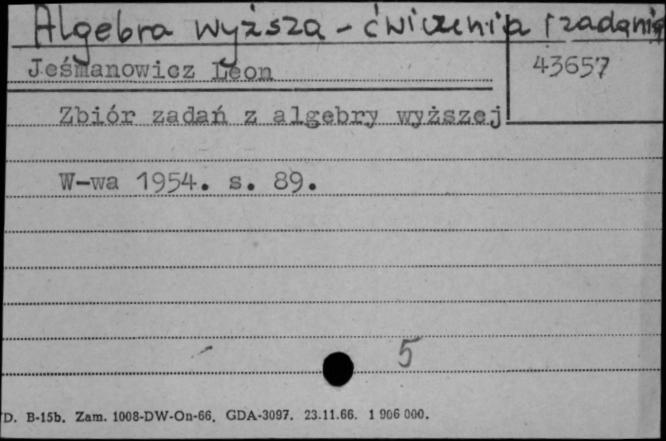 Algebra wyższa - ćwiczenia i zadania
Jeśmanowicz Leon
43657
Zbiór zadań z algebry wyższej
W-wa 1954. s. 89.
5
D. B-15b. Zam. 1008-DW-On-66. GDA-3097. 23.11.66. 1 906 000.